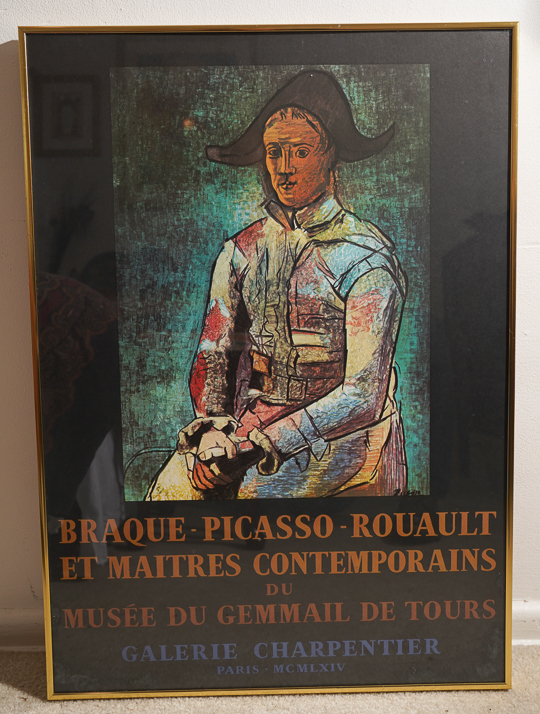 BRAQUE - PICASSO - ROUAULT
ET MAITRES CONTEMPORAINS
DU
MUSÉE DU GEMMAIL DE TOURS
GALERIE CHARPENTIER
PARIS - MCMLXIV